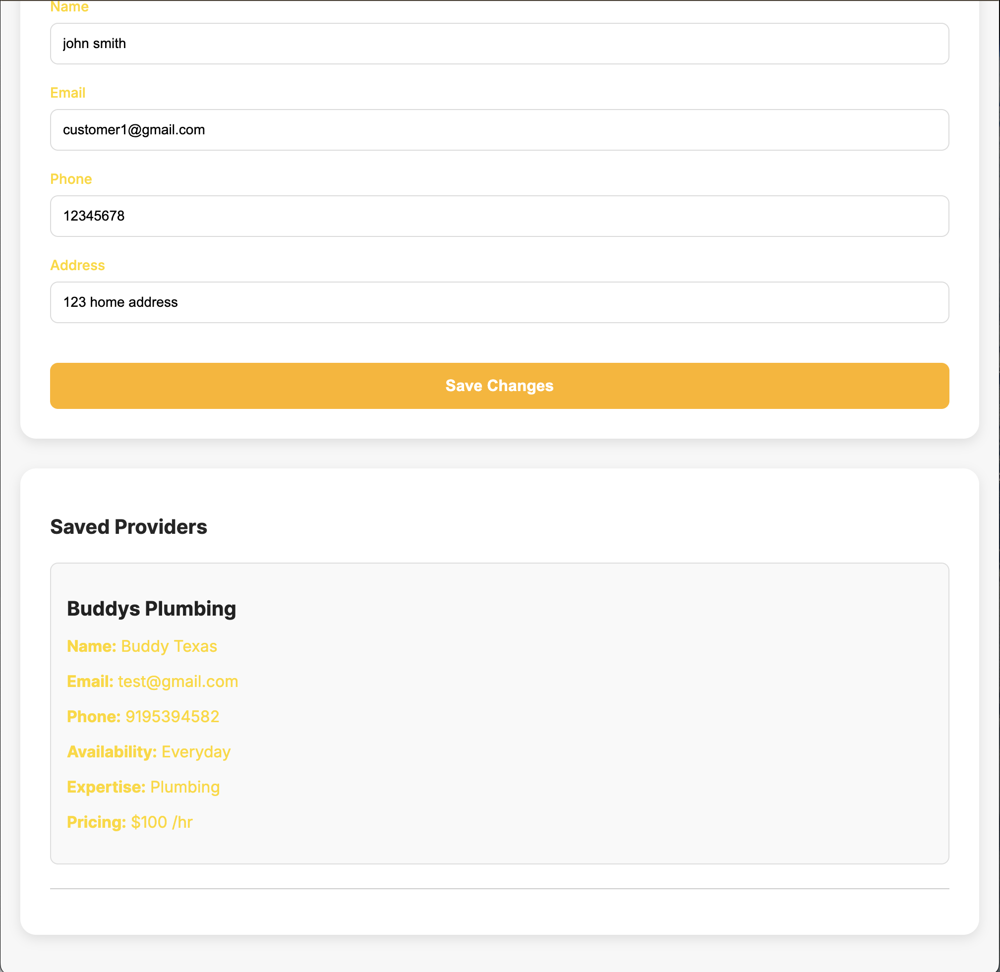 Name
john smith
Email
customer1@gmail.com
Phone
12345678
Address
123 home address
Save Changes
Saved Providers
Buddys Plumbing
Name: Buddy Texas
Email: test@gmail.com
Phone: 9195394582
Availability: Everyday
Expertise: Plumbing
Pricing: $100 /hr